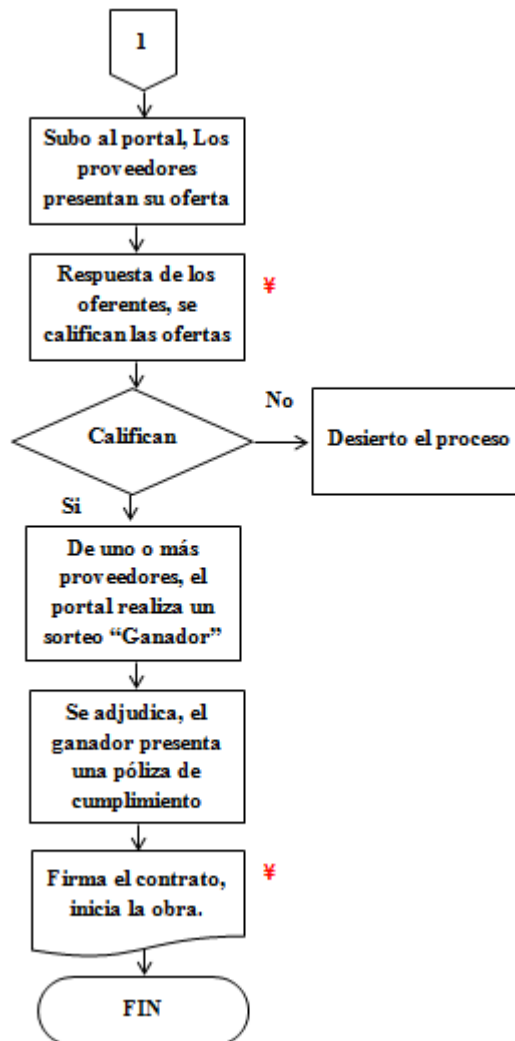 1
Subo al portal, Los
proveedores
presentan su oferta
Respuesta de los
oferentes, se
califican las ofertas
¥
Califican
No
Desierto el proceso
Si
De uno o más
proveedores, el
portal realiza un
sorteo “Ganador”
Se adjudica, el
ganador presenta
una póliza de
cumplimiento
Firma el contrato,
inicia la obra.
¥
FIN